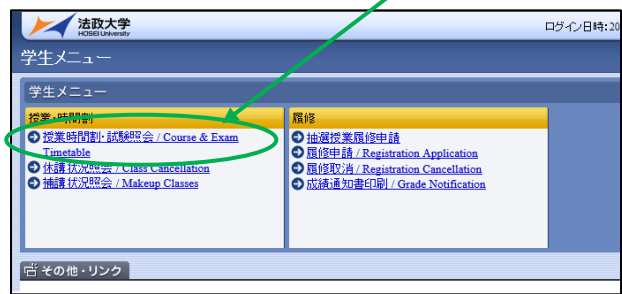 法政大学
HOSEI University
ログイン日時:20
学生メニュー
学生メニュー
授業・時間割
授業時間割・試験照会 / Course & Exam
Timetable
休講状況照会 / Class Cancellation
補講状況照会 / Makeup Classes
履修
抽選授業履修申請
履修申請 / Registration Application
履修取消 / Registration Cancellation
成績通知書印刷 / Grade Notification
その他・リンク